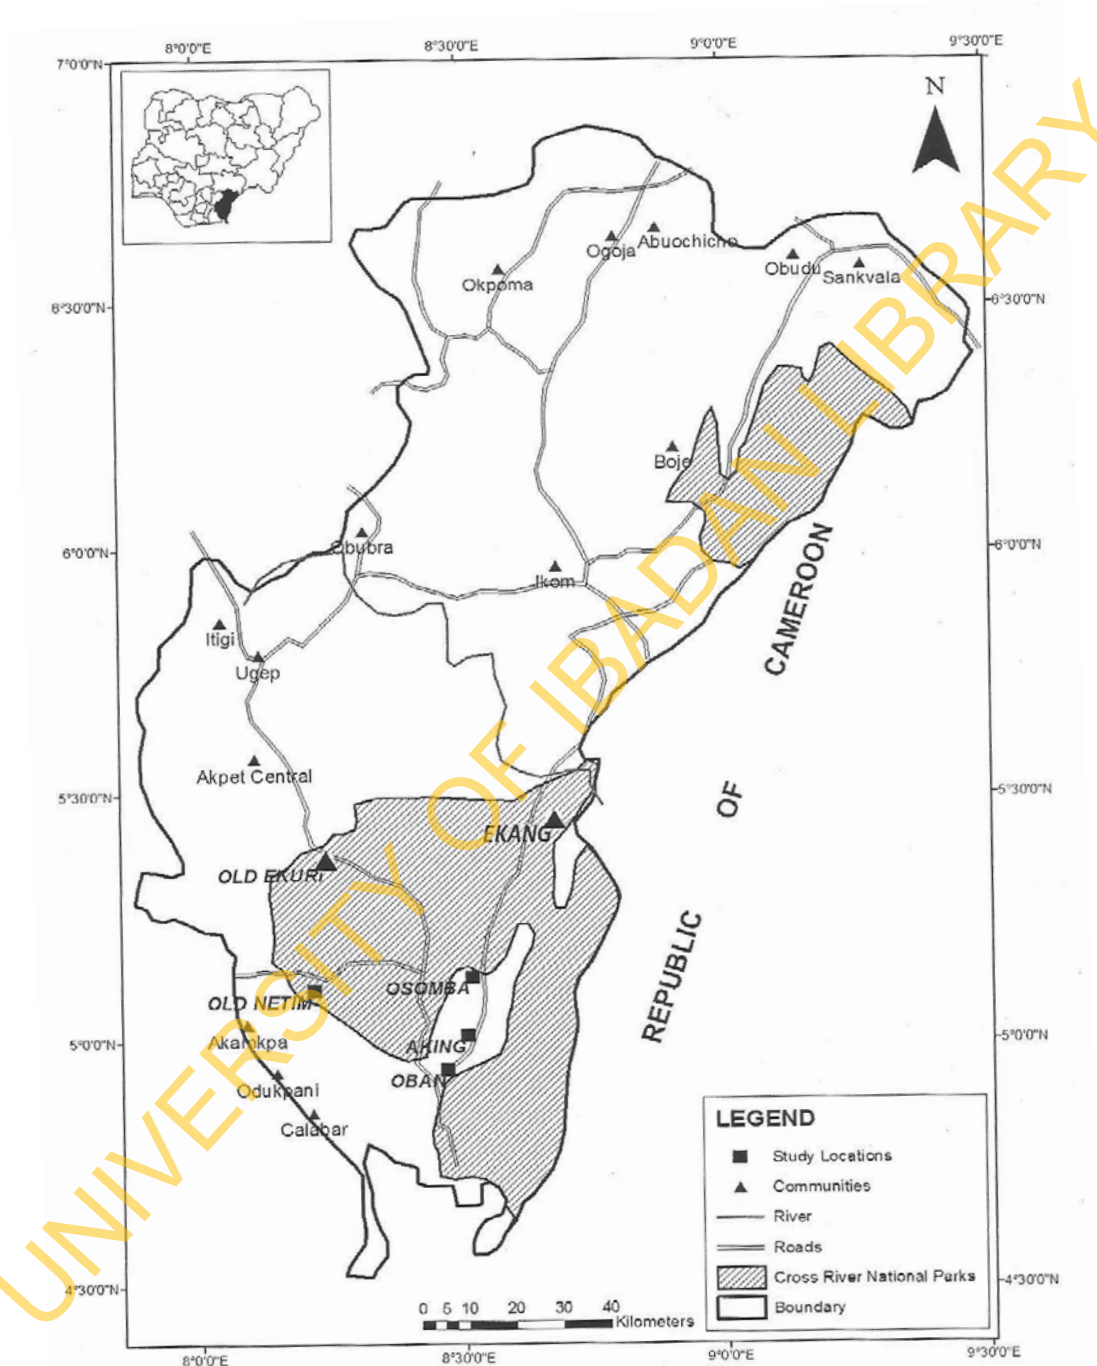 8°0'0"E
8°30'0"E
9°0'0"E
9°30'0"E
7°0'0"N
N
Ogoja
Abuochicho
Okpoma
Obudu
Sankvala
6°30'0"N
6°30'0"N
Boje
6°0'0"N
Obubra
Ikom
6°0'0"N
Itigi
Ugep
Akpet Central
5°30'0"N
5°30'0"N
EKANG
OLD EKURI
REPUBLIC OF CAMEROON
OSOMBA
OLD NETIM
Akamkpa
AKING
5°0'0"N
5°0'0"N
OBAN
Odukpani
Calabar
LEGEND
Study Locations
Communities
River
Roads
Cross River National Parks
Boundary
4°30'0"N
4°30'0"N
0 5 10 20 30 40
Kilometers
8°0'0"E
8°30'0"E
9°0'0"E
9°30'0"E
UNIVERSITY OF IBADAN LIBRARY